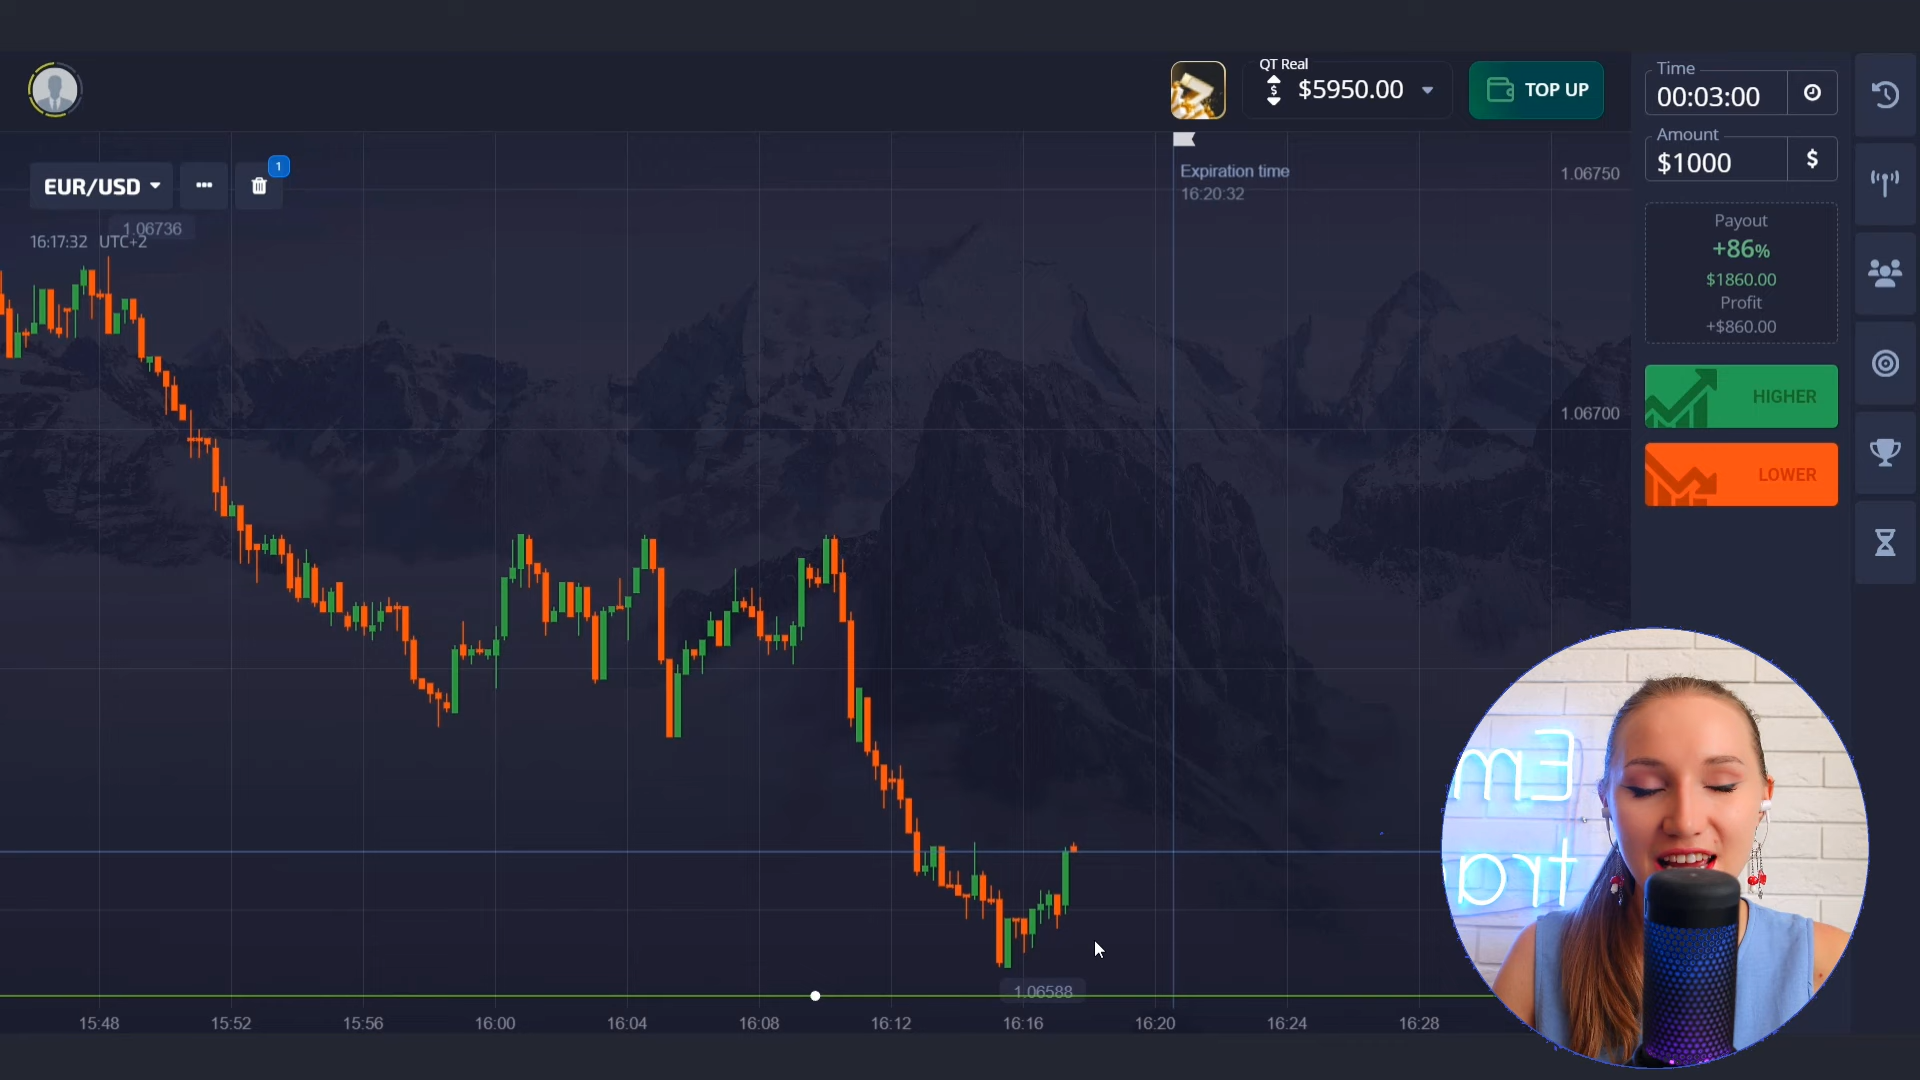 QT Real
$5950.00
TOP UP
Time
00:03:00
Amount
$1000
$
Expiration time
16:20:32
1.06750
EUR/USD
1
1.06736
16:17:32 UTC+2
Payout
+86%
$1860.00
Profit
+$860.00
HIGHER
1.06700
LOWER
Em
tra
1.06588
15:48
15:52
15:56
16:00
16:04
16:08
16:12
16:16
16:20
16:24
16:28